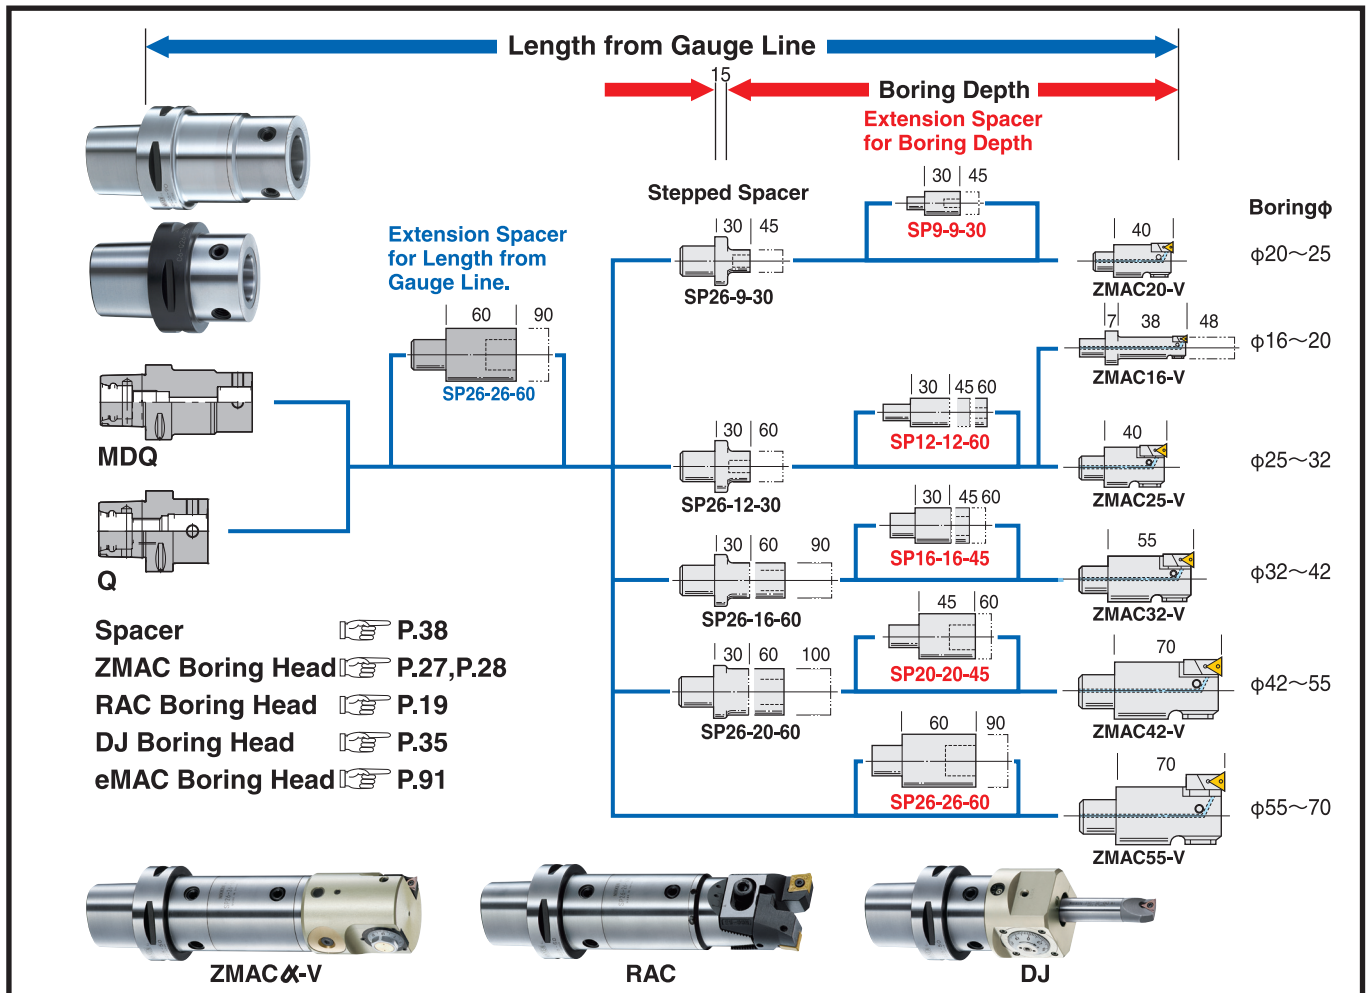 Length from Gauge Line
15
Boring Depth
Extension Spacer
for Boring Depth
30 45
Stepped Spacer
Boringφ
SP9-9-30
30 45
40
Extension Spacer
for Length from
Gauge Line.
φ20～25
SP26-9-30
ZMAC20-V
60 90
7 38 48
φ16～20
ZMAC16-V
SP26-26-60
30 45 60
30 60
SP12-12-60
40
MDQ
φ25～32
SP26-12-30
ZMAC25-V
30 45 60
30 60 90
SP16-16-45
55
Q
φ32～42
SP26-16-60
ZMAC32-V
45 60
Spacer P.38
30 60 100
70
ZMAC Boring Head P.27,P.28
SP20-20-45
φ42～55
RAC Boring Head P.19
SP26-20-60
ZMAC42-V
60 90
DJ Boring Head P.35
70
eMAC Boring Head P.91
SP26-26-60
φ55～70
ZMAC55-V
ZMACα-V
RAC
DJ